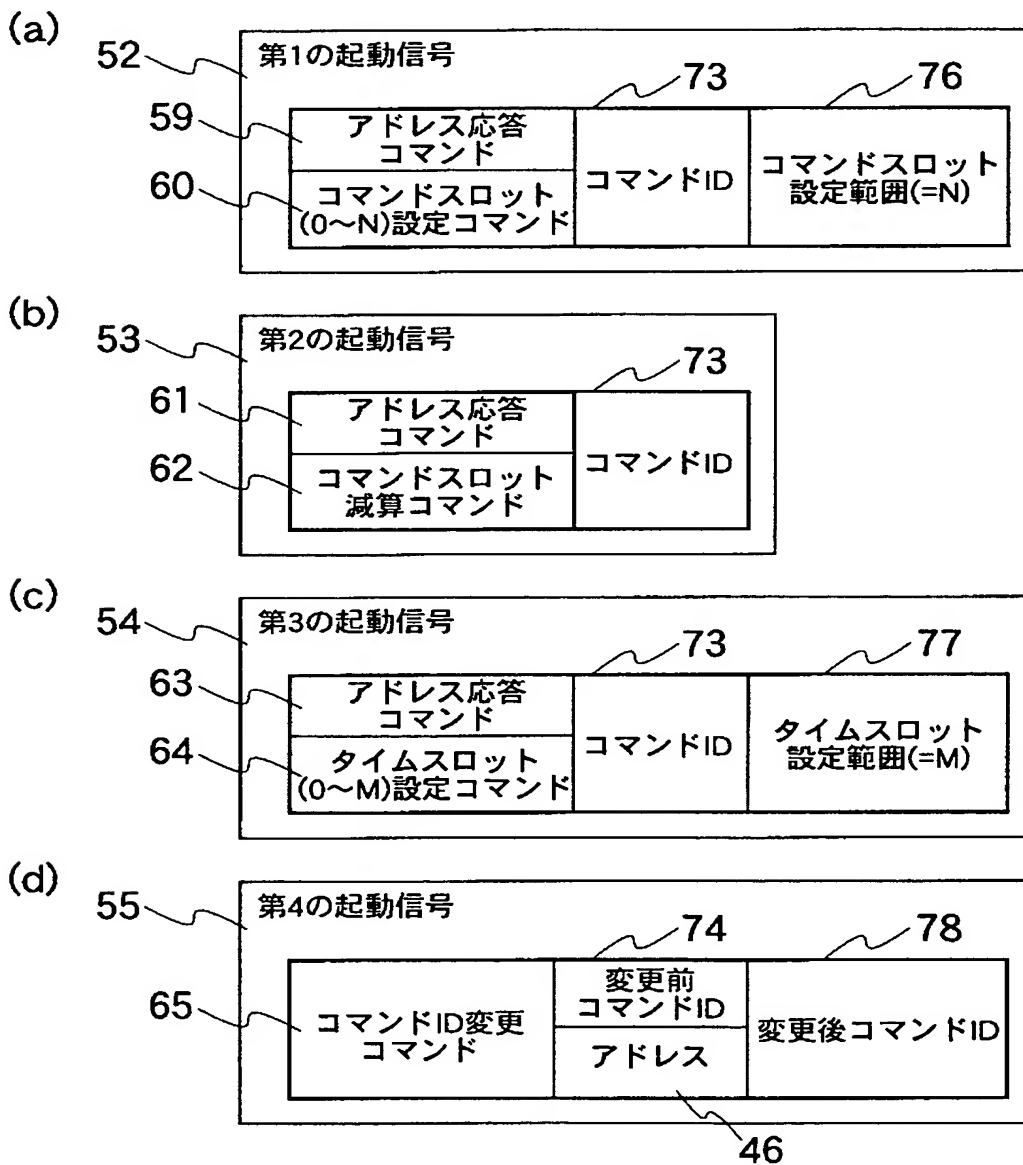 (a)
52
第1の起動信号
73
76
59
アドレス応答
コマンド
60
コマンドスロット
(0～N)設定コマンド
コマンドID
コマンドスロット
設定範囲(=N)
(b)
53
第2の起動信号
73
61
アドレス応答
コマンド
62
コマンドスロット
減算コマンド
コマンドID
(c)
54
第3の起動信号
73
77
63
アドレス応答
コマンド
64
タイムスロット
(0～M)設定コマンド
コマンドID
タイムスロット
設定範囲(=M)
(d)
55
第4の起動信号
74
78
65
コマンドID変更
コマンド
変更前
コマンドID
アドレス
変更後コマンドID
46